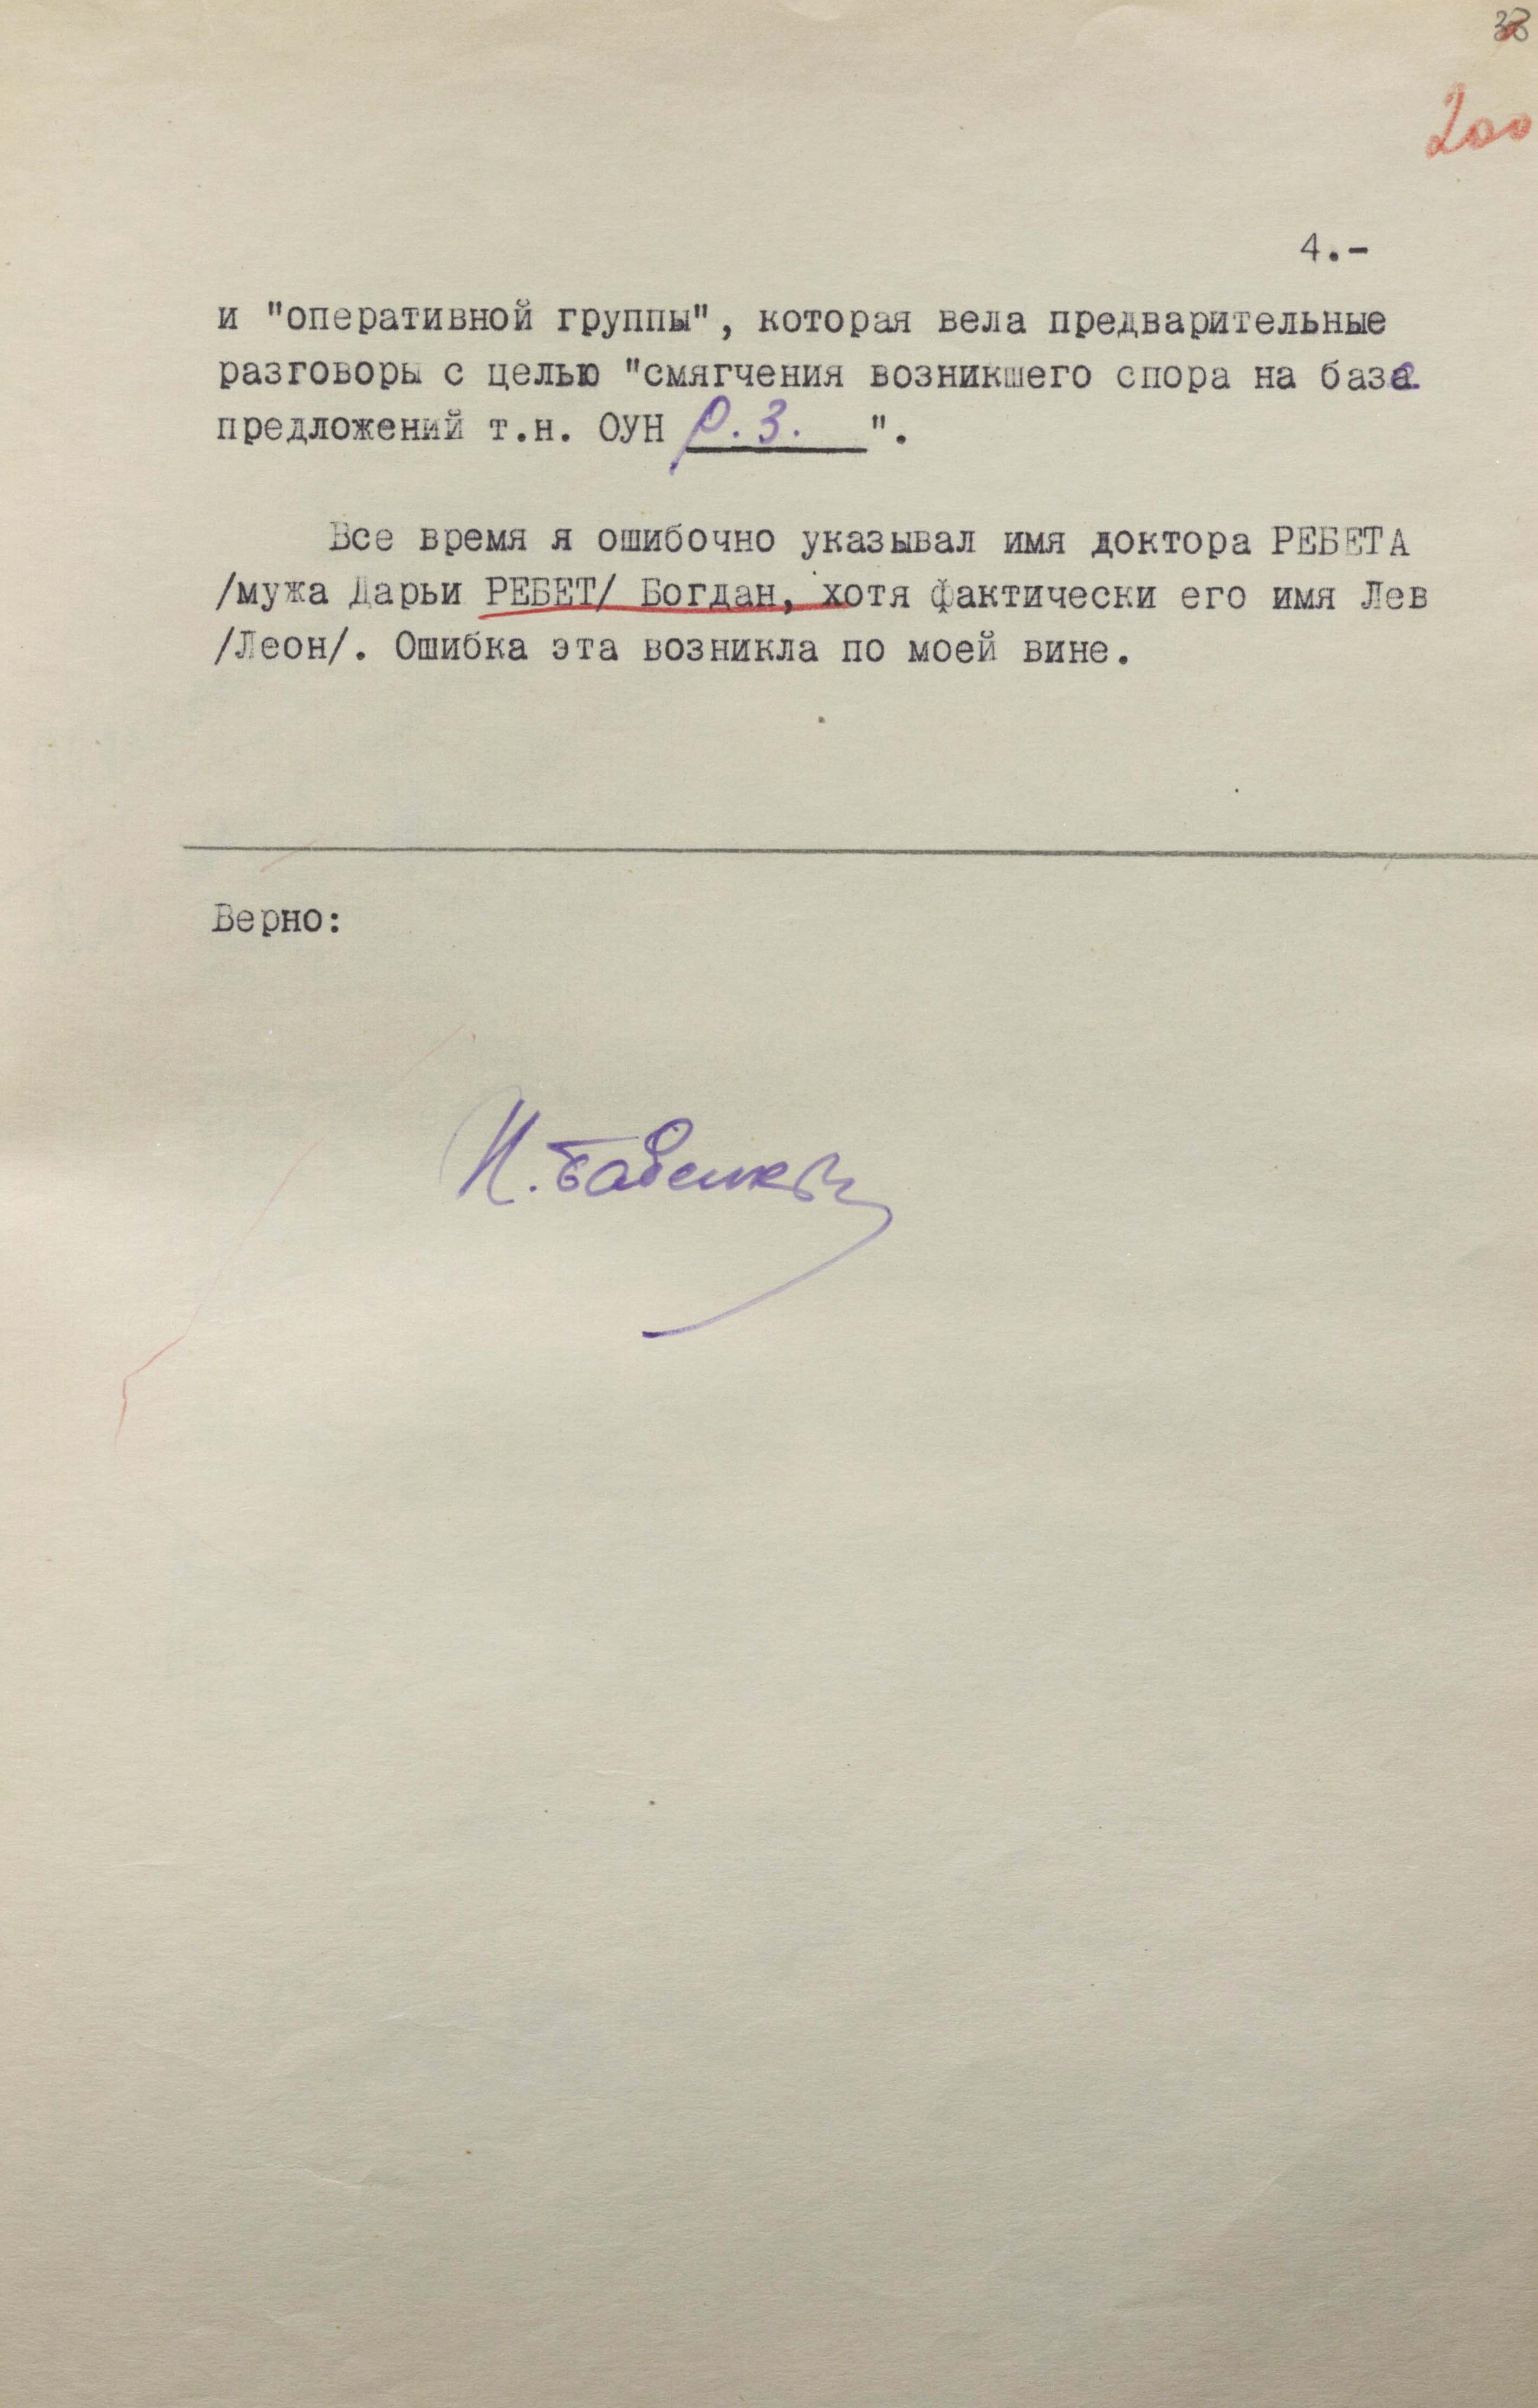 200
4.-
и "оперативной группы", которая вела предварительные
разговоры с целью "смягчения возникшего спора на базе
предложений т.н. ОУН р.з. ".
Все время я ошибочно указывал имя доктора РЕБЕТА
/мужа Дарьи РЕБЕТ/ Богдан, хотя фактически его имя Лев
/Леон/. Ошибка эта возникла по моей вине.
Верно: